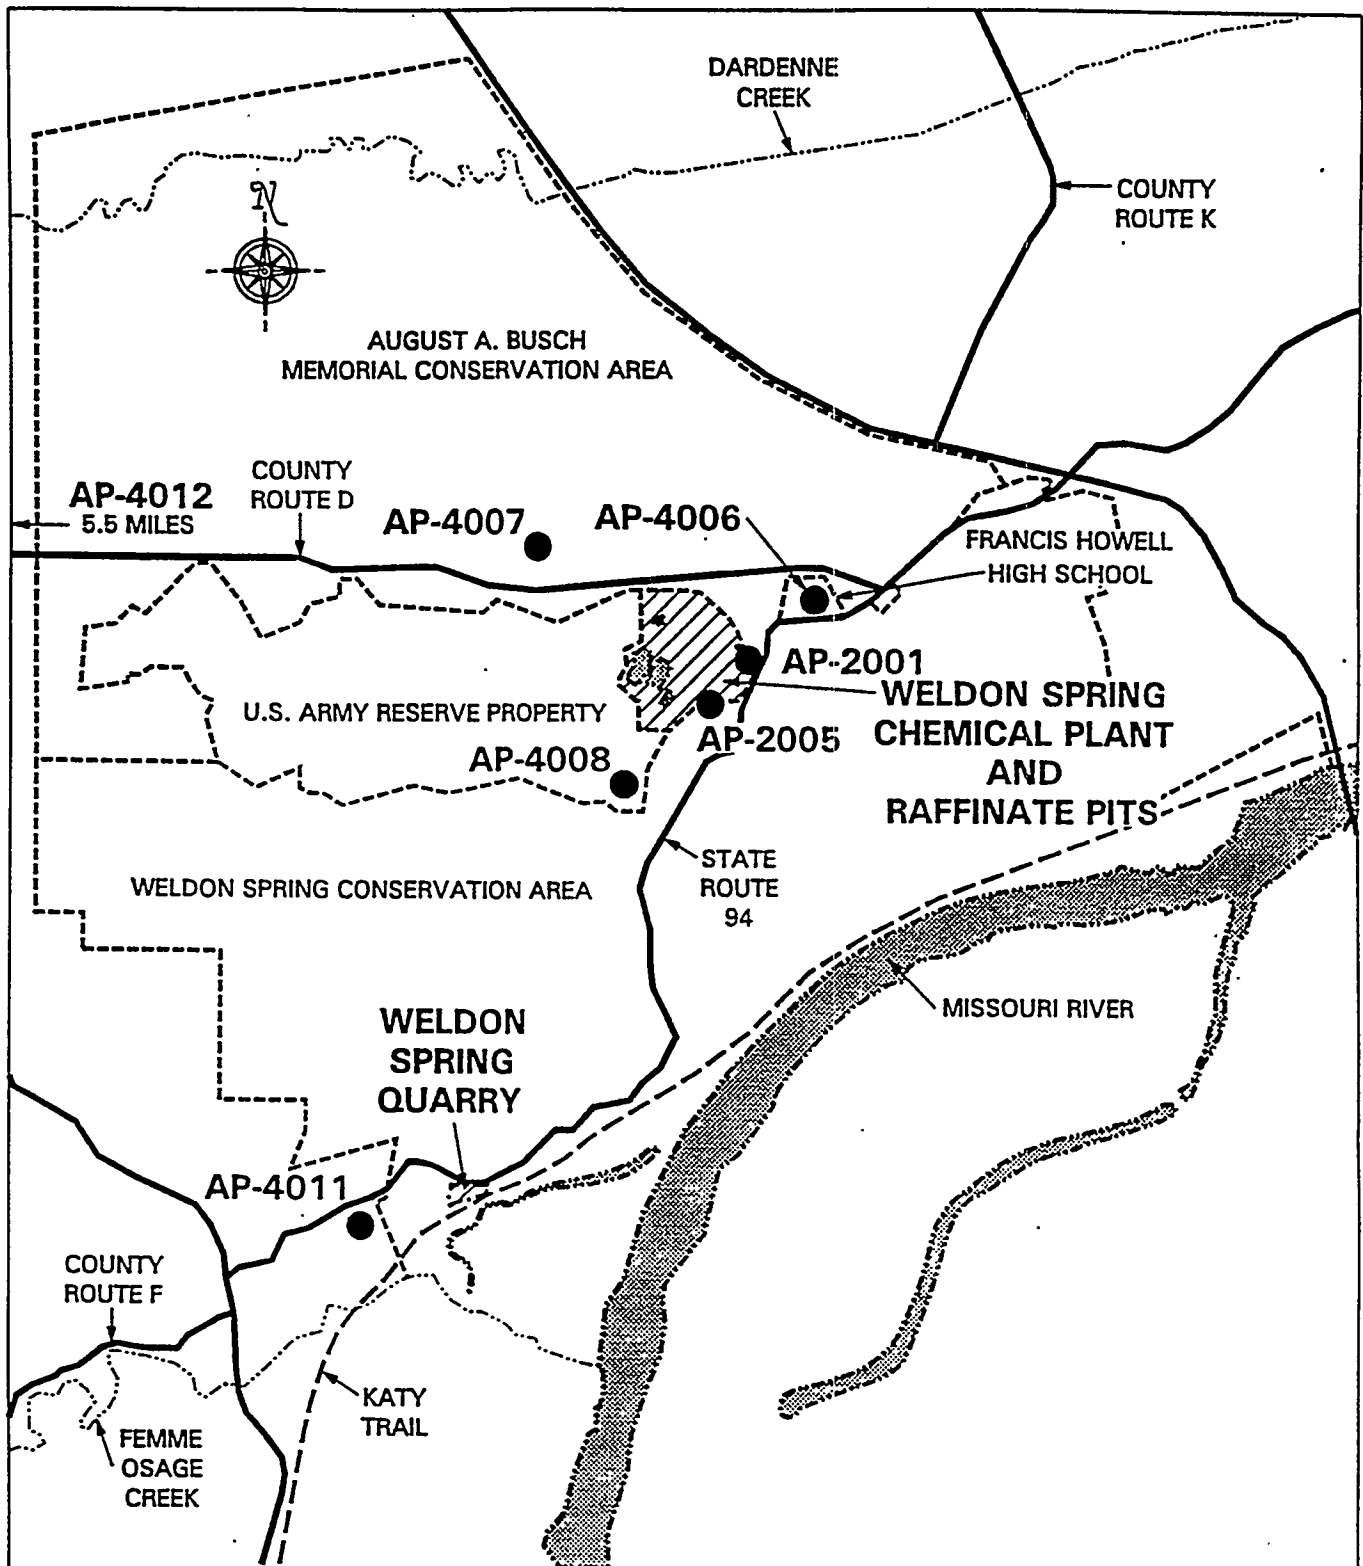 DARDENNE
CREEK
N
COUNTY
ROUTE K
AUGUST A. BUSCH
MEMORIAL CONSERVATION AREA
COUNTY
ROUTE D
AP-4012
5.5 MILES
AP-4007
AP-4006
FRANCIS HOWELL
HIGH SCHOOL
AP-2001
WELDON SPRING
CHEMICAL PLANT
AND
RAFFINATE PITS
U.S. ARMY RESERVE PROPERTY
AP-2005
AP-4008
STATE
ROUTE
94
WELDON SPRING CONSERVATION AREA
MISSOURI RIVER
WELDON
SPRING
QUARRY
AP-4011
COUNTY
ROUTE F
KATY
TRAIL
FEMME
OSAGE
CREEK